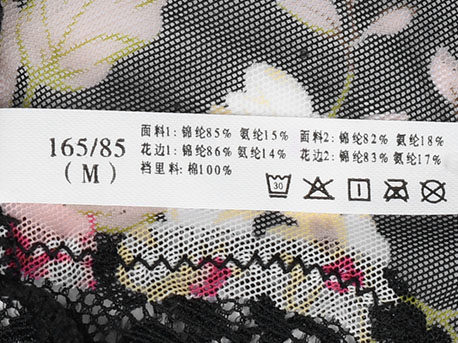 165/85
(M)
面料1: 锦纶85% 氨纶15% 面料2: 锦纶82% 氨纶18%
花边1: 锦纶86% 氨纶14% 花边2: 锦纶83% 氨纶17%
裆里料: 棉100%
30